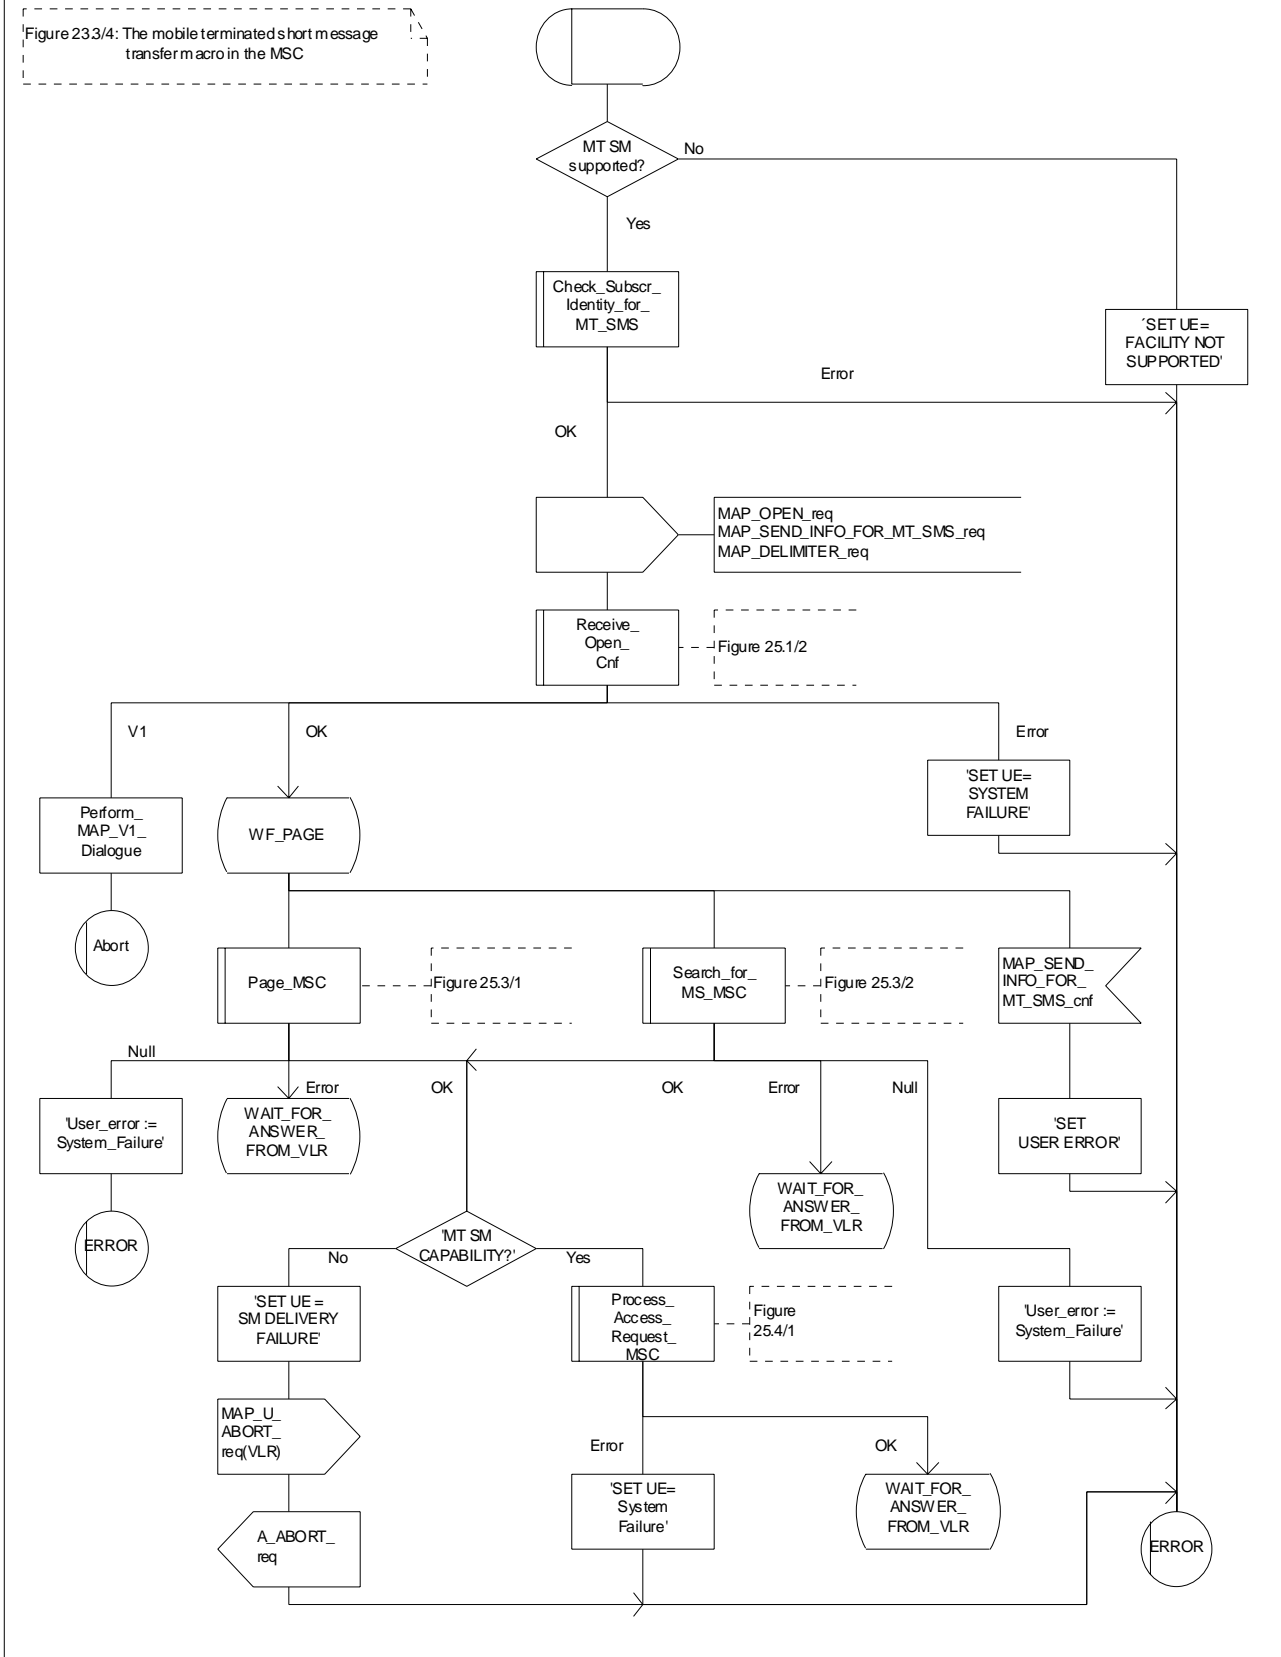 Figure 23.3/4: The mobile terminated short message
transfer macro in the MSC
MT SM
supported?
No
Yes
Check_Subscr_
Identity_for_
MT_SMS
´SET UE=
FACILITY NOT
SUPPORTED'
Error
OK
MAP_OPEN_req
MAP_SEND_INFO_FOR_MT_SMS_req
MAP_DELIMITER_req
Receive_
Open_
Cnf
Figure 25.1/2
V1
OK
Error
'SET UE=
SYSTEM
FAILURE'
Perform_
MAP_V1_
Dialogue
WF_PAGE
Abort
Page_MSC
Figure 25.3/1
Search_for_
MS_MSC
Figure 25.3/2
MAP_SEND_
INFO_FOR_
MT_SMS_cnf
Null
Error
OK
OK
Error
Null
'User_error :=
System_Failure'
WAIT_FOR_
ANSWER_
FROM_VLR
'SET
USER ERROR'
WAIT_FOR_
ANSWER_
FROM_VLR
ERROR
'MT SM
CAPABILITY?'
No
Yes
'SET UE =
SM DELIVERY
FAILURE'
Process_
Access_
Request_
MSC
Figure
25.4/1
'User_error :=
System_Failure'
MAP_U_
ABORT_
req(VLR)
Error
OK
'SET UE=
System
Failure'
WAIT_FOR_
ANSWER_
FROM_VLR
A_ABORT_
req
ERROR